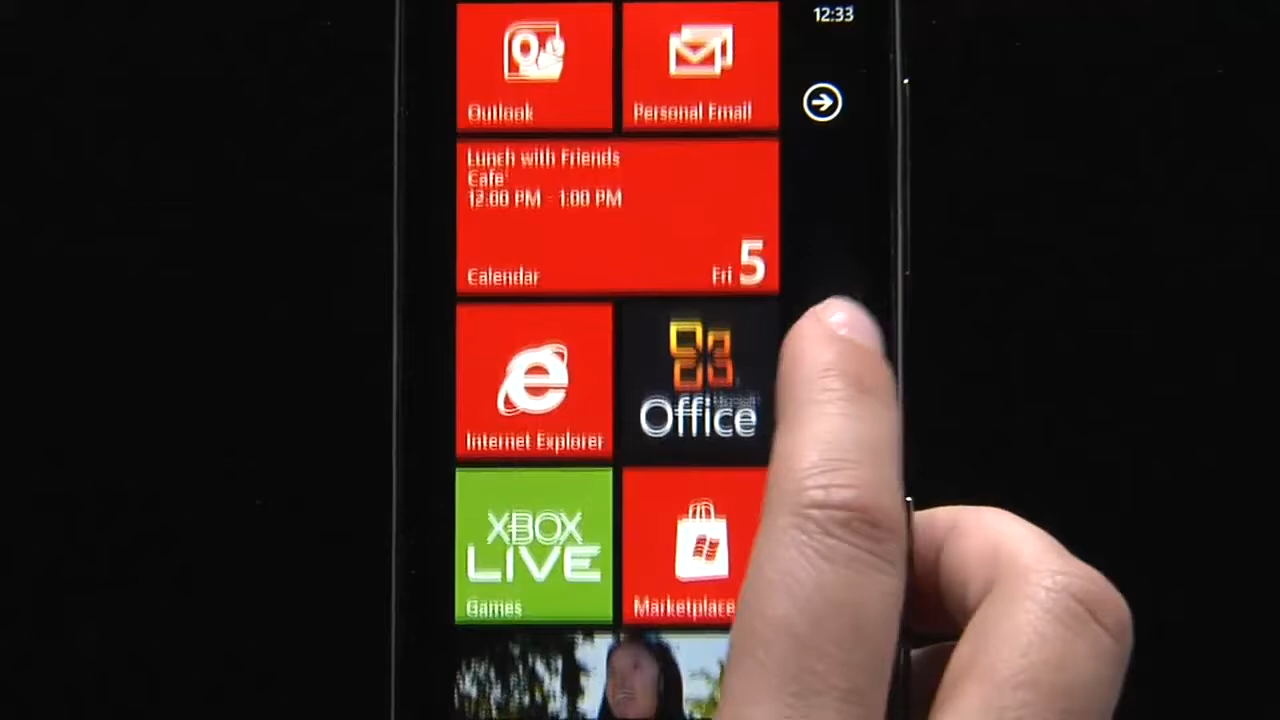 12:33
Outlook
Personal Email
Lunch with Friends
Cafe'
12:00 PM - 1:00 PM
Calendar
Fri 5
Internet Explorer
Microsoft
Office
XBOX
LIVE
Games
Marketplace